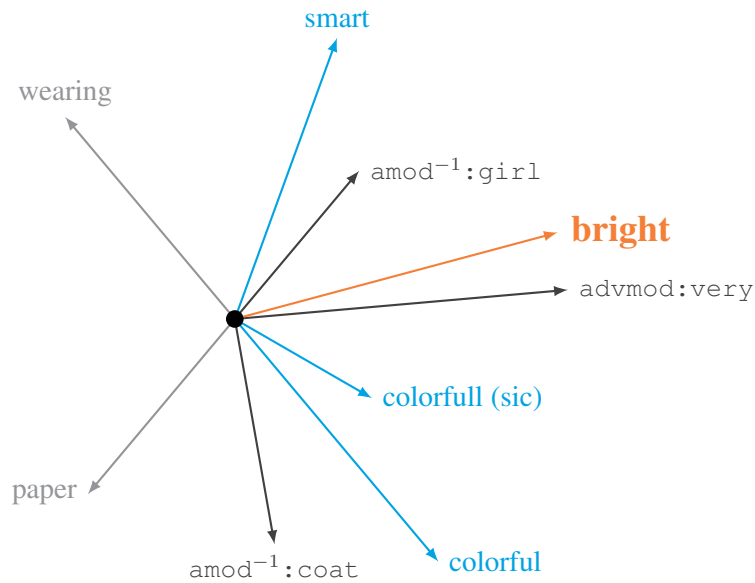 smart
wearing
amod⁻¹:girl
bright
advmod:very
colorfull (sic)
paper
colorful
amod⁻¹:coat